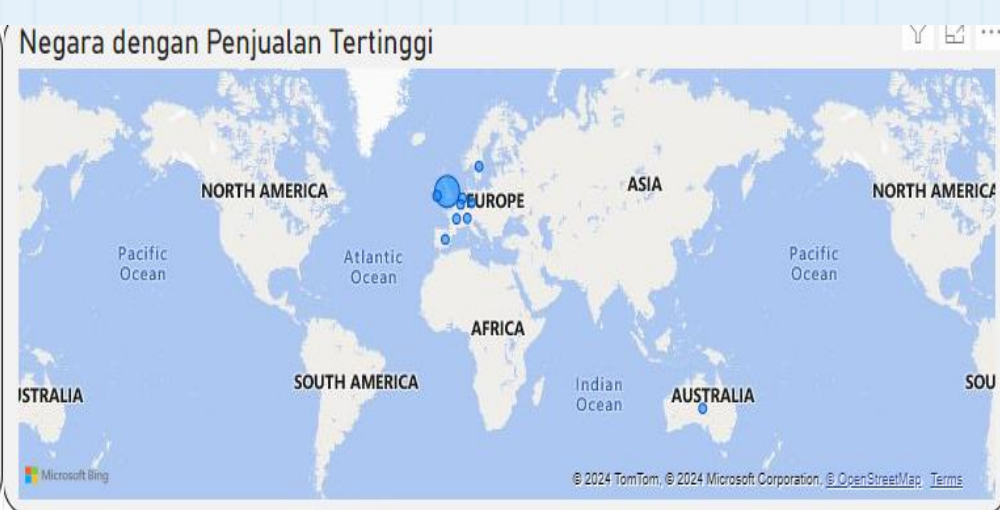 Negara dengan Penjualan Tertinggi
NORTH AMERICA
EUROPE
ASIA
NORTH AMERICA
Pacific
Ocean
Atlantic
Ocean
Pacific
Ocean
AFRICA
SOUTH AMERICA
Indian
Ocean
USTRALIA
AUSTRALIA
SOU
Microsoft Bing
© 2024 TomTom, © 2024 Microsoft Corporation, © OpenStreetMap Terms